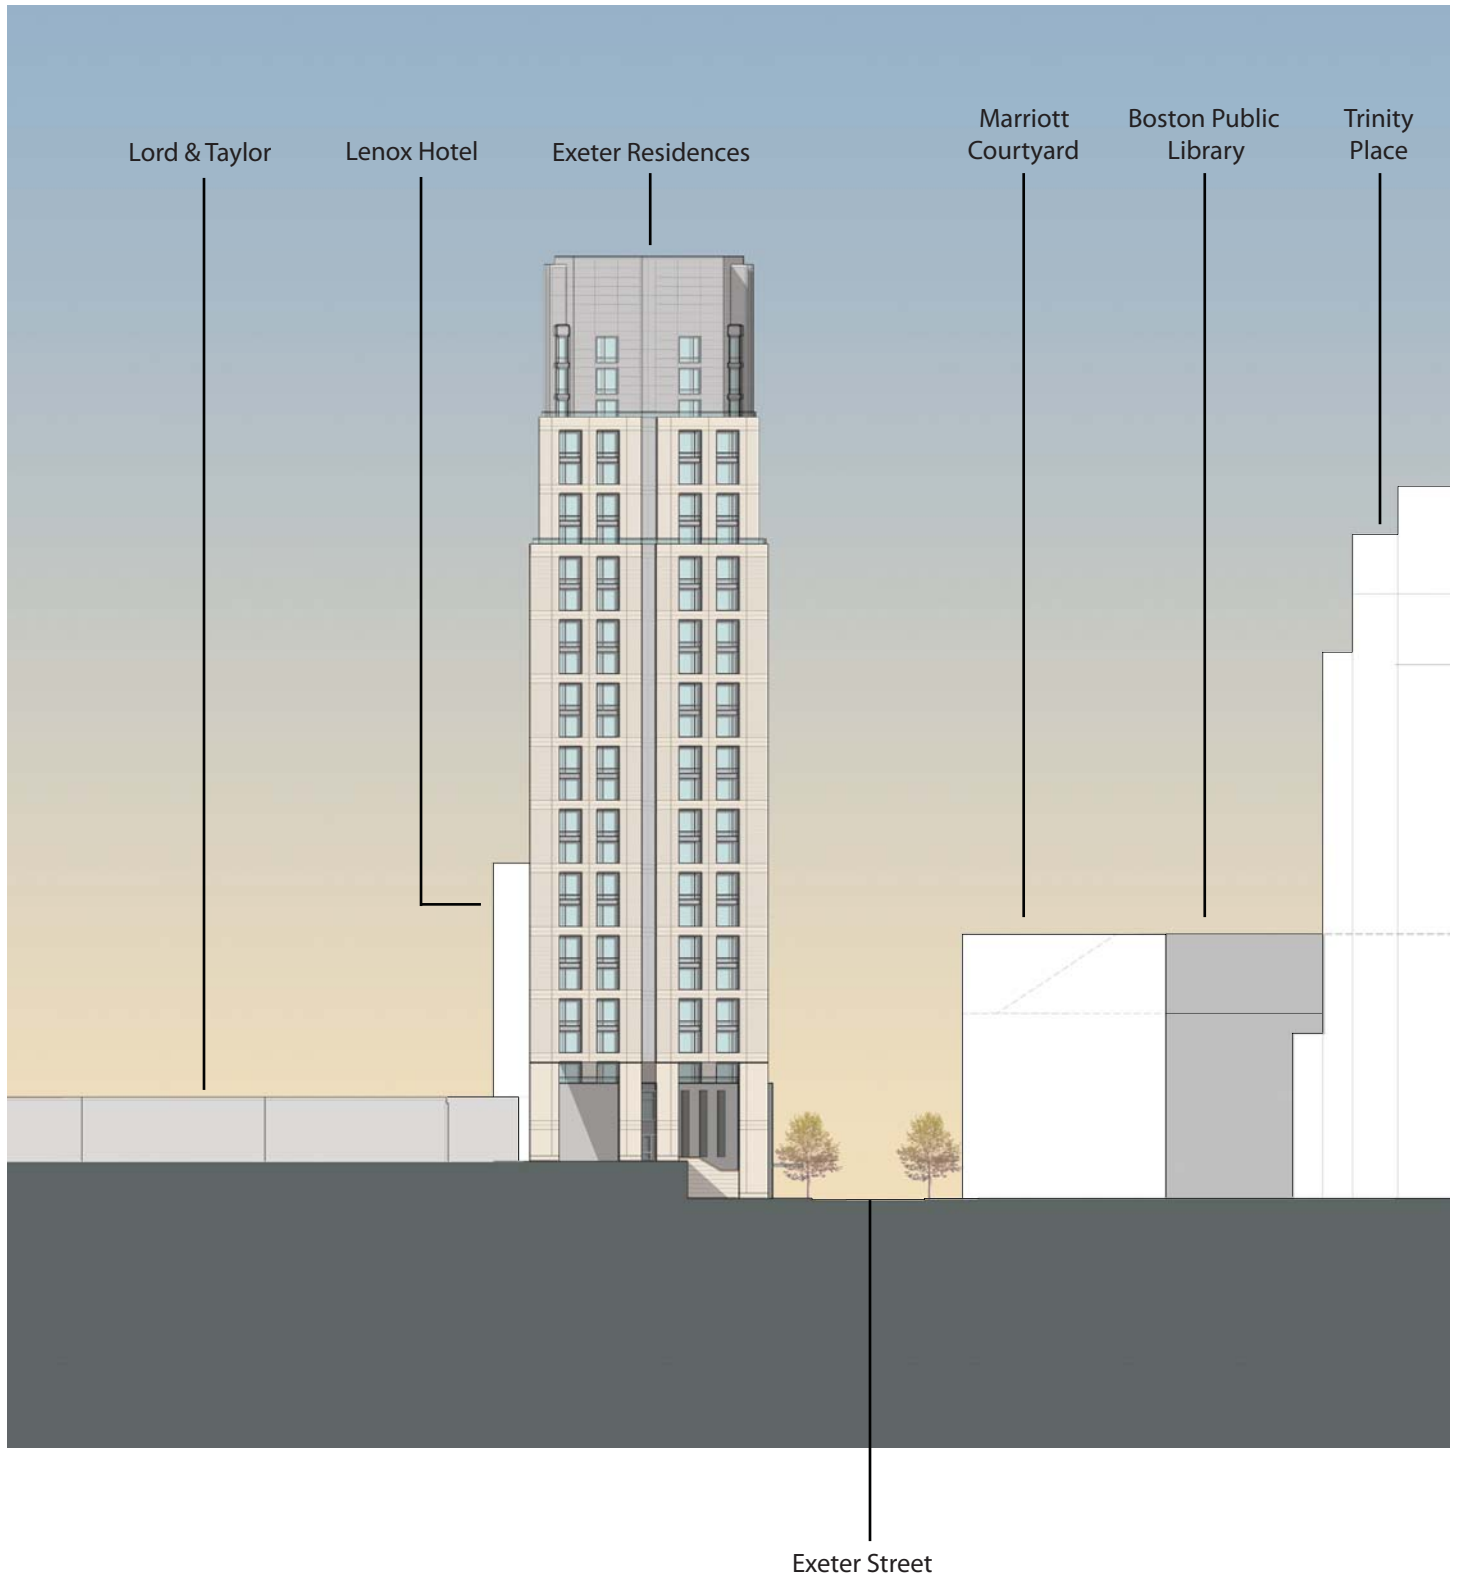 Lord & Taylor
Lenox Hotel
Exeter Residences
Marriott
Courtyard
Boston Public
Library
Trinity
Place
Exeter Street